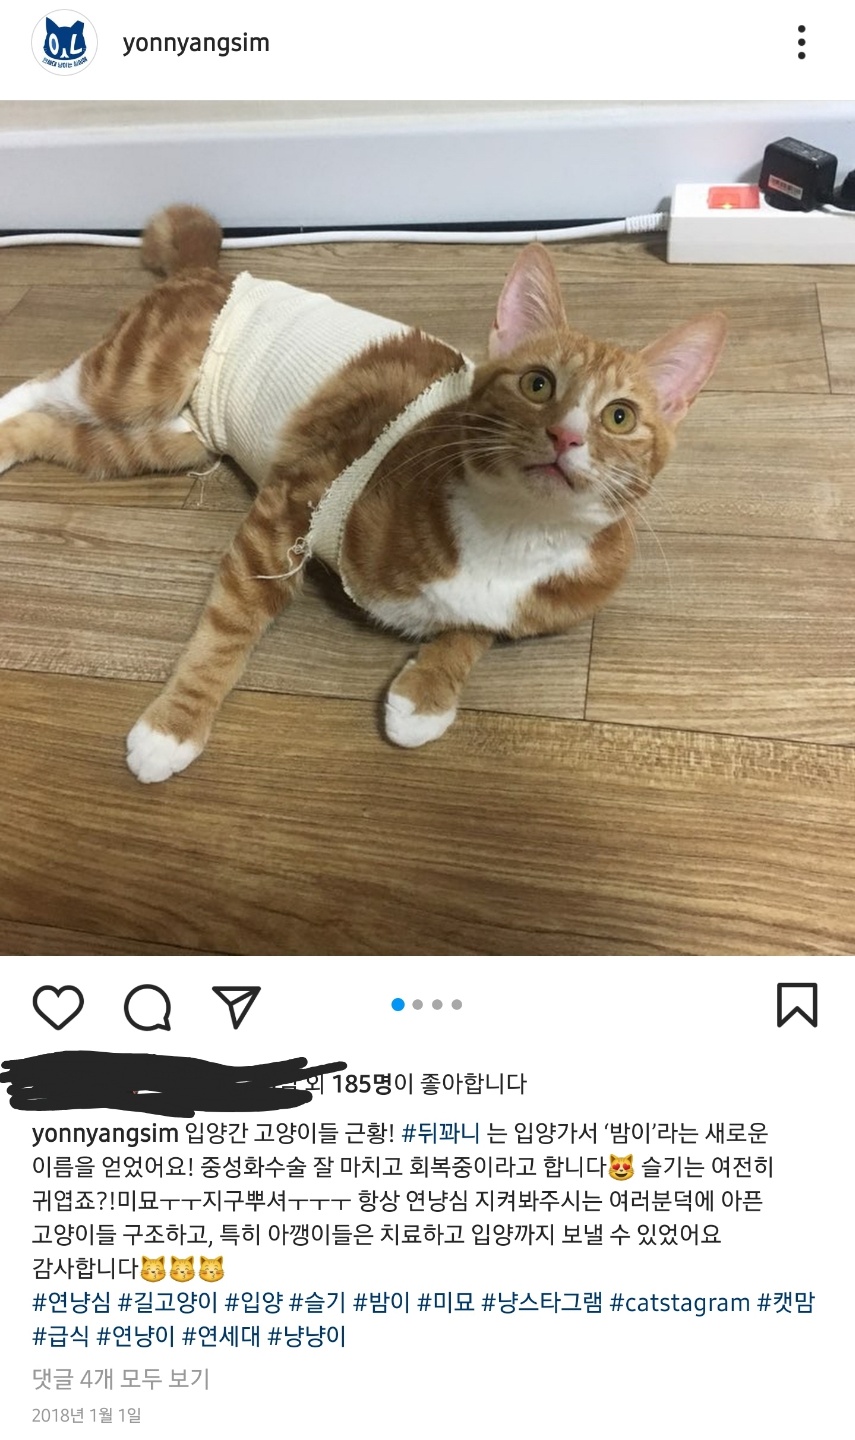 yonnyangsim
외 185명이 좋아합니다
yonnyangsim 입양간 고양이들 근황! #뒤꽈니 는 입양가서 ‘밤이’라는 새로운
이름을 얻었어요! 중성화수술 잘 마치고 회복중이라고 합니다😻 슬기는 여전히
귀엽죠?!미묘ㅜㅜ지구뿌셔ㅜㅜㅜ 항상 연냥심 지켜봐주시는 여러분덕에 아픈
고양이들 구조하고, 특히 아깽이들은 치료하고 입양까지 보낼 수 있었어요
감사합니다😽😽😽
#연냥심 #길고양이 #입양 #슬기 #밤이 #미묘 #냥스타그램 #catstagram #캣맘
#급식 #연냥이 #연세대 #냥냥이
댓글 4개 모두 보기
2018년 1월 1일